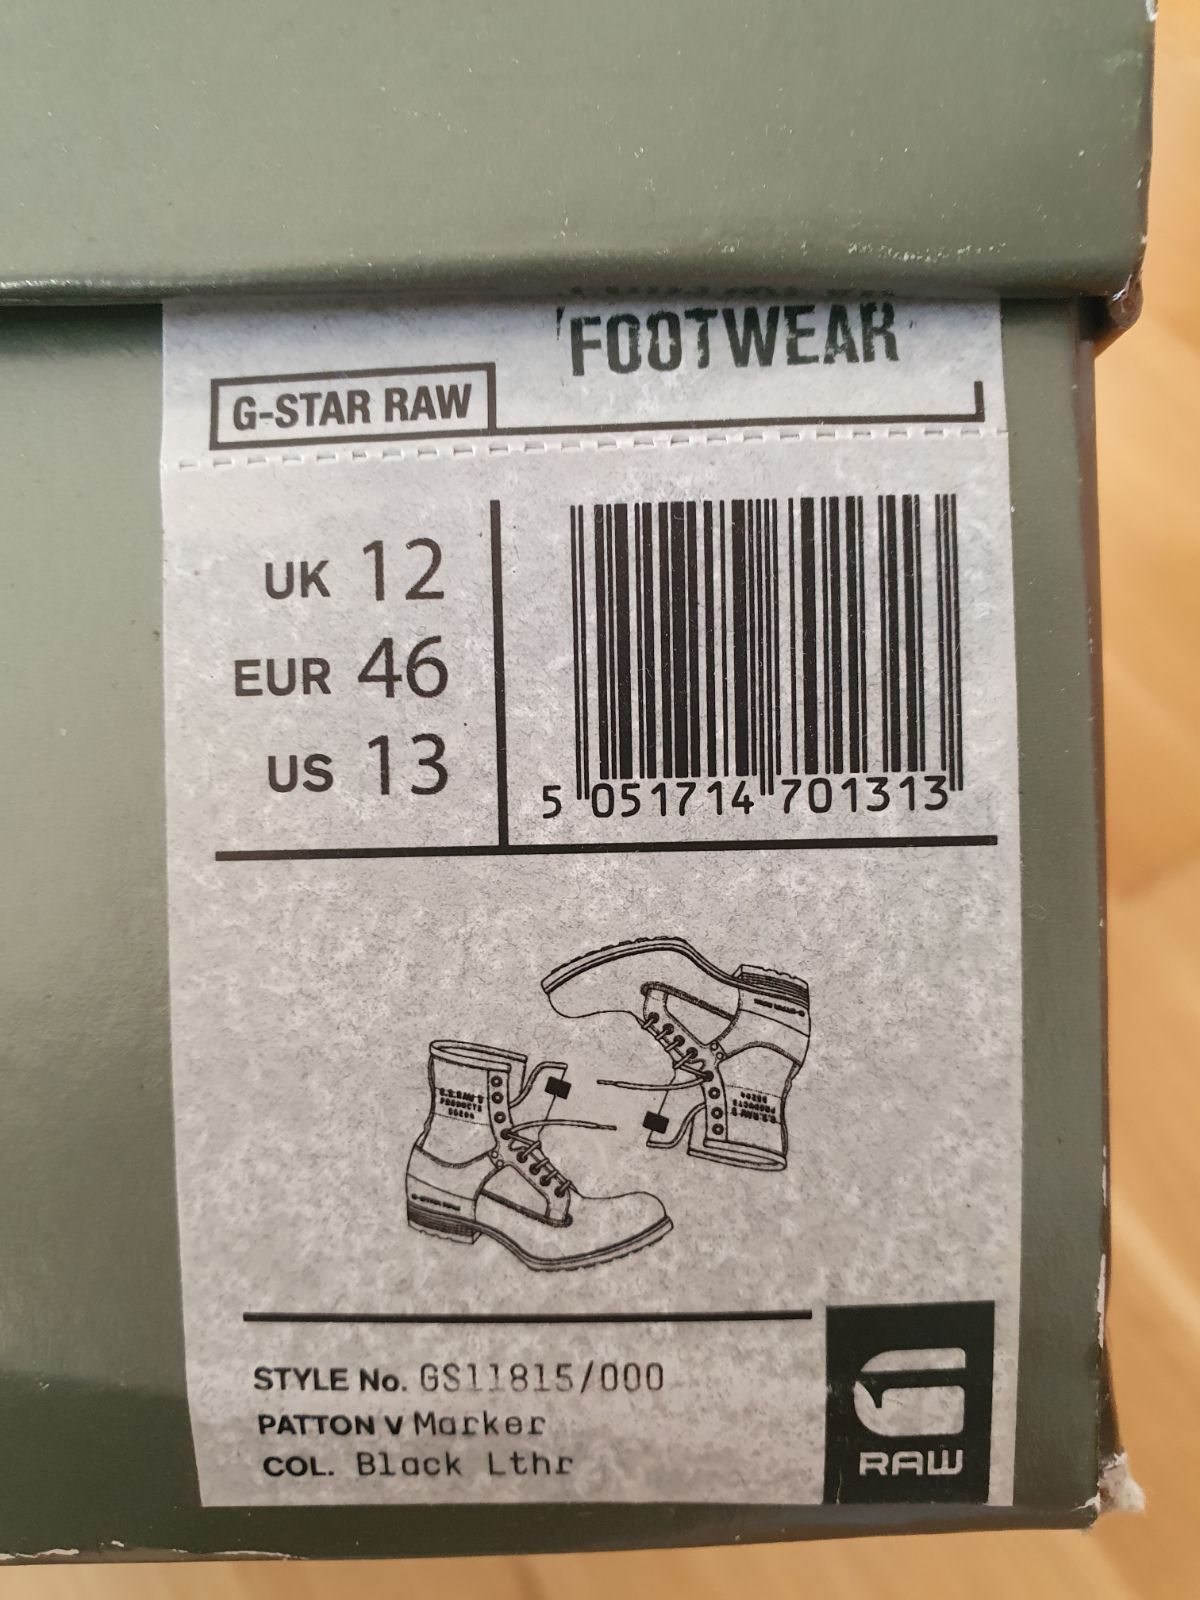 FOOTWEAR
G-STAR RAW
UK 12
EUR 46
US 13
5 051714 701313
STYLE No. GS11815/000
PATTON V Marker
COL. Black Lthr
RAW